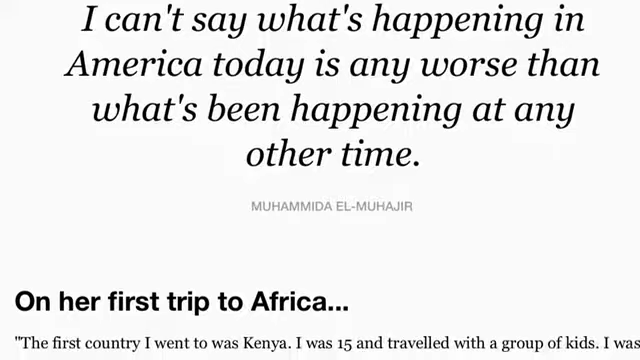 I can't say what's happening in
America today is any worse than
what's been happening at any
other time.
MUHAMMIDA EL-MUHAJIR
On her first trip to Africa...
"The first country I went to was Kenya. I was 15 and travelled with a group of kids. I was